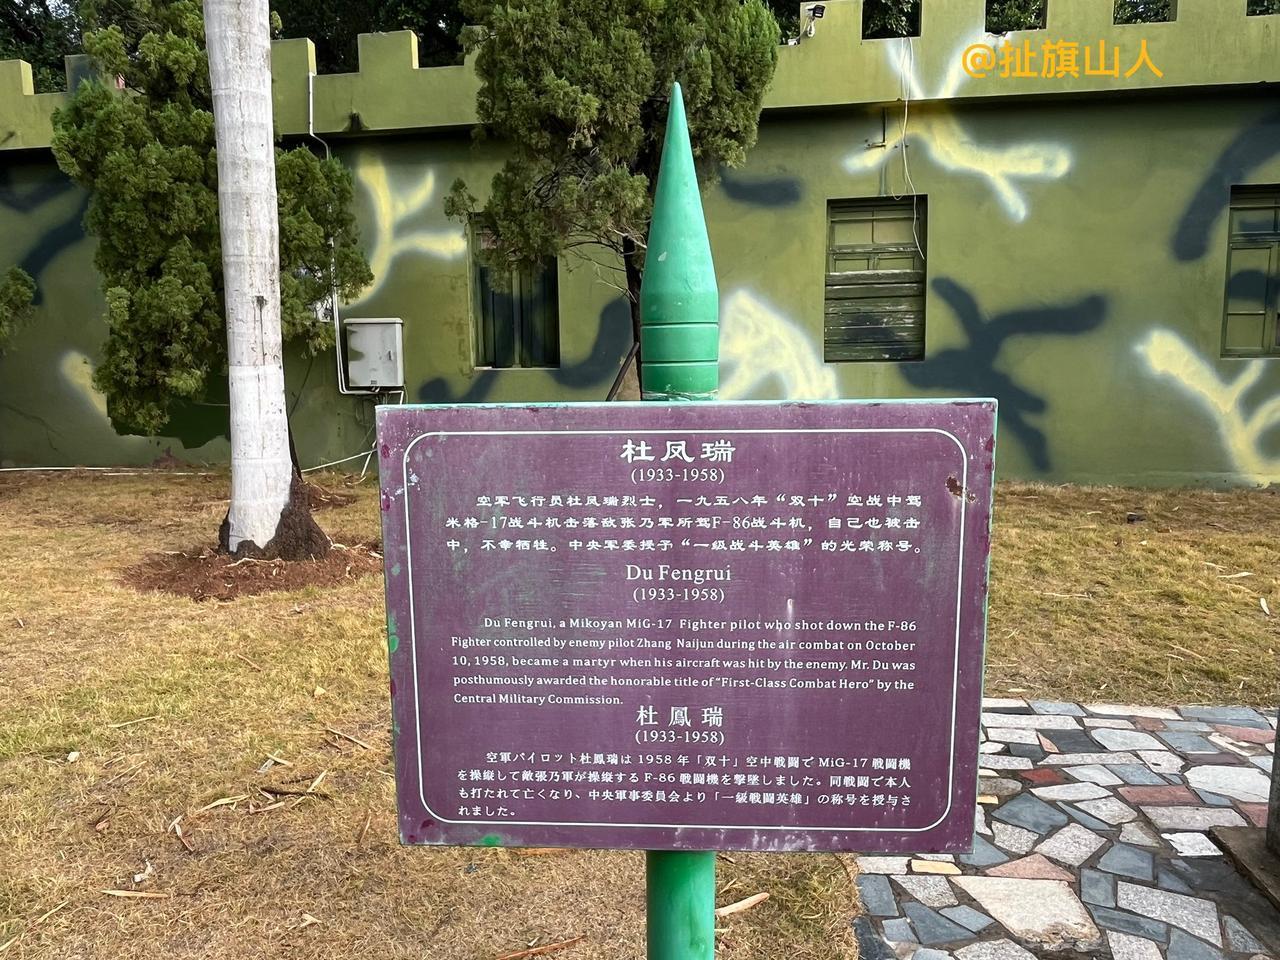 @扯旗山人
杜凤瑞
(1933-1958)
空军飞行员杜凤瑞烈士，一九五八年“双十”空战中驾
米格-17战斗机击落敌张乃军所驾F-86战斗机，自己也被击
中，不幸牺牲。中央军委授予“一级战斗英雄”的光荣称号。
Du Fengrui
(1933-1958)
Du Fengrui, a Mikoyan MiG-17 Fighter pilot who shot down the F-86
Fighter controlled by enemy pilot Zhang Naijun during the air combat on October
10, 1958, became a martyr when his aircraft was hit by the enemy. Mr. Du was
posthumously awarded the honorable title of “First-Class Combat Hero” by the
Central Military Commission.
杜鳳瑞
(1933-1958)
空軍パイロット杜鳳瑞は1958年「双十」空中戦闘でMiG-17戦闘機
を操縦して敵張乃軍が操縦するF-86戦闘機を撃墜しました。同戦闘で本人
も打たれて亡くなり、中央軍事委員会より「一級戦闘英雄」の称号を授与さ
れました。